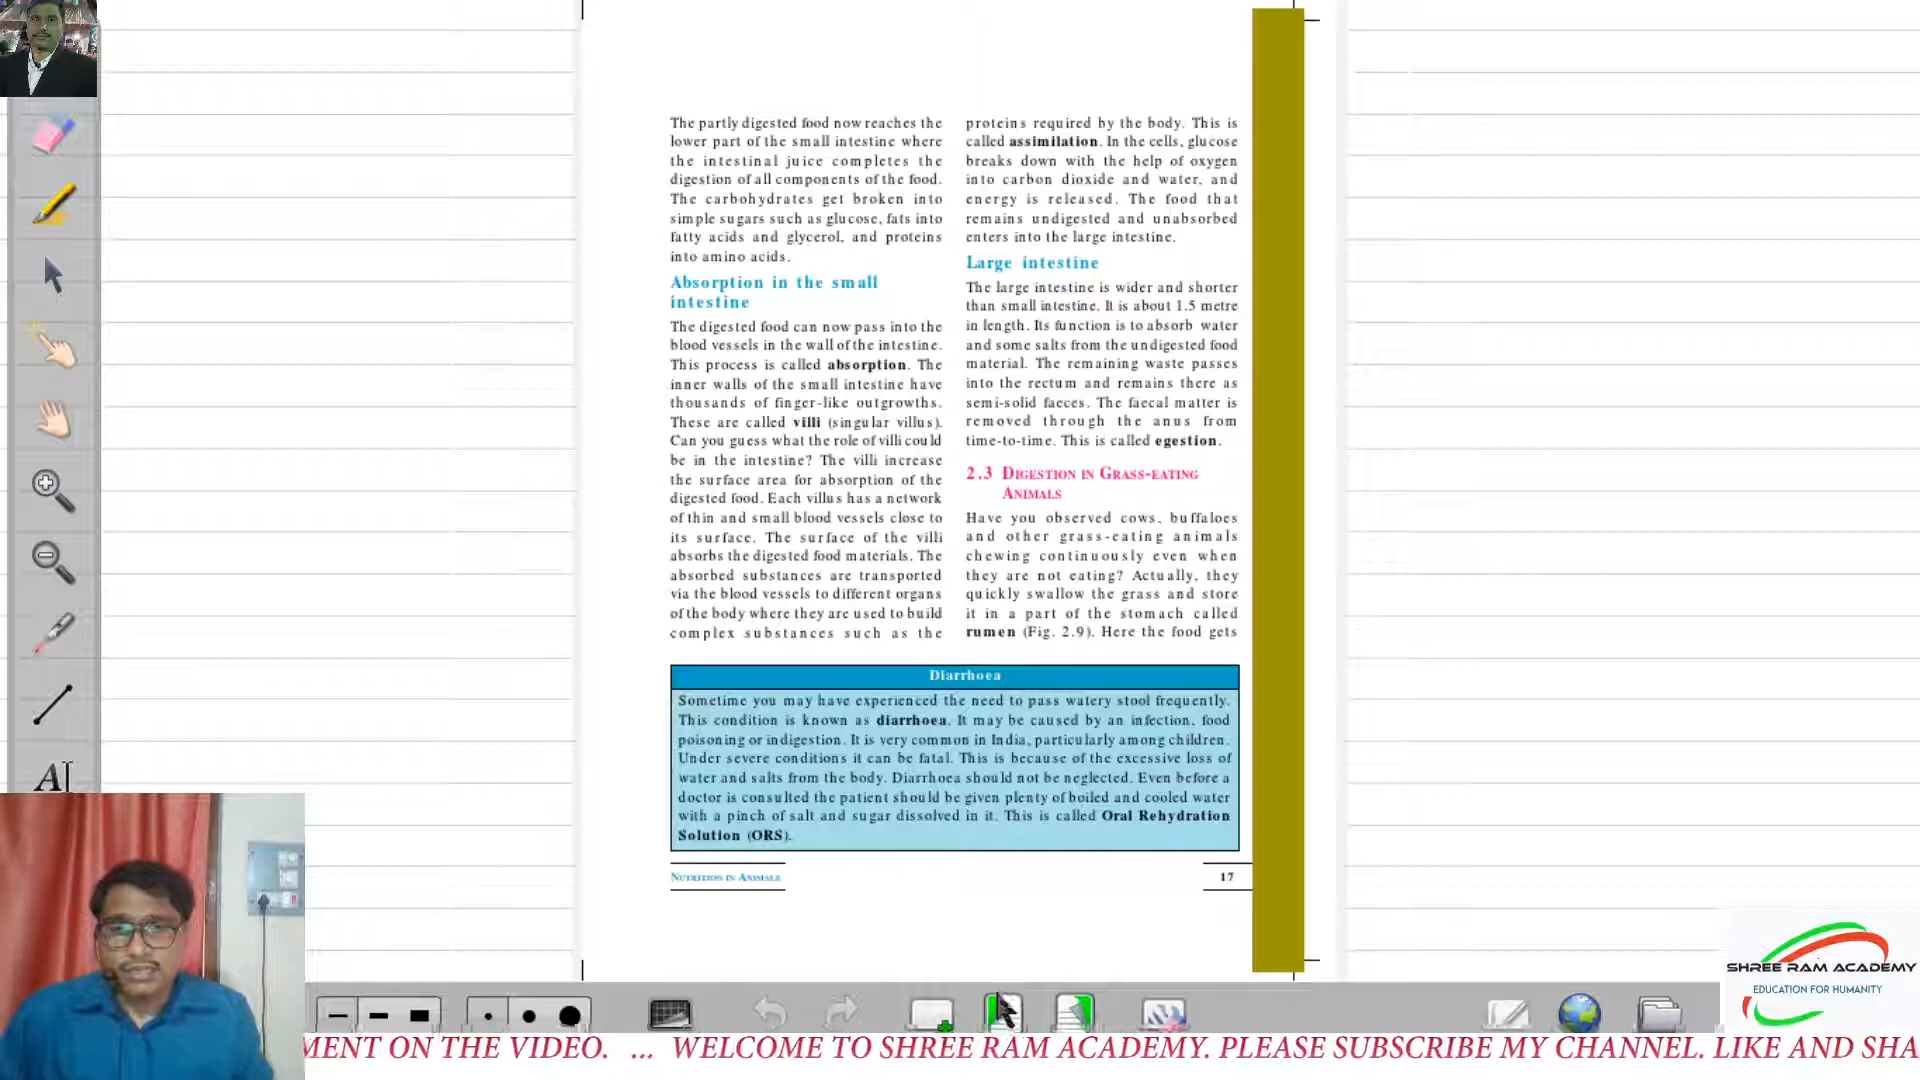 The partly digested food now reaches the
lower part of the small intestine where
the intestinal juice completes the
digestion of all components of the food.
The carbohydrates get broken into
simple sugars such as glucose, fats into
fatty acids and glycerol, and proteins
into amino acids.
Absorption in the small
intestine
The digested food can now pass into the
blood vessels in the wall of the intestine.
This process is called absorption. The
inner walls of the small intestine have
thousands of finger-like outgrowths.
These are called villi (singular villus).
Can you guess what the role of villi could
be in the intestine? The villi increase
the surface area for absorption of the
digested food. Each villus has a network
of thin and small blood vessels close to
its surface. The surface of the villi
absorbs the digested food materials. The
absorbed substances are transported
via the blood vessels to different organs
of the body where they are used to build
complex substances such as the
proteins required by the body. This is
called assimilation. In the cells, glucose
breaks down with the help of oxygen
into carbon dioxide and water, and
energy is released. The food that
remains undigested and unabsorbed
enters into the large intestine.
Large intestine
The large intestine is wider and shorter
than small intestine. It is about 1.5 metre
in length. Its function is to absorb water
and some salts from the undigested food
material. The remaining waste passes
into the rectum and remains there as
semi-solid faeces. The faecal matter is
removed through the anus from
time-to-time. This is called egestion.
2.3 DIGESTION IN GRASS-EATING
ANIMALS
Have you observed cows, buffaloes
and other grass-eating animals
chewing continuously even when
they are not eating? Actually, they
quickly swallow the grass and store
it in a part of the stomach called
rumen (Fig. 2.9). Here the food gets
Diarrhoea
Sometime you may have experienced the need to pass watery stool frequently.
This condition is known as diarrhoea. It may be caused by an infection, food
poisoning or indigestion. It is very common in India, particularly among children.
Under severe conditions it can be fatal. This is because of the excessive loss of
water and salts from the body. Diarrhoea should not be neglected. Even before a
doctor is consulted the patient should be given plenty of boiled and cooled water
with a pinch of salt and sugar dissolved in it. This is called Oral Rehydration
Solution (ORS).
NUTRITION IN ANIMALS
17
SHREE RAM ACADEMY
EDUCATION FOR HUMANITY
MENT ON THE VIDEO. ... WELCOME TO SHREE RAM ACADEMY. PLEASE SUBSCRIBE MY CHANNEL. LIKE AND SHA